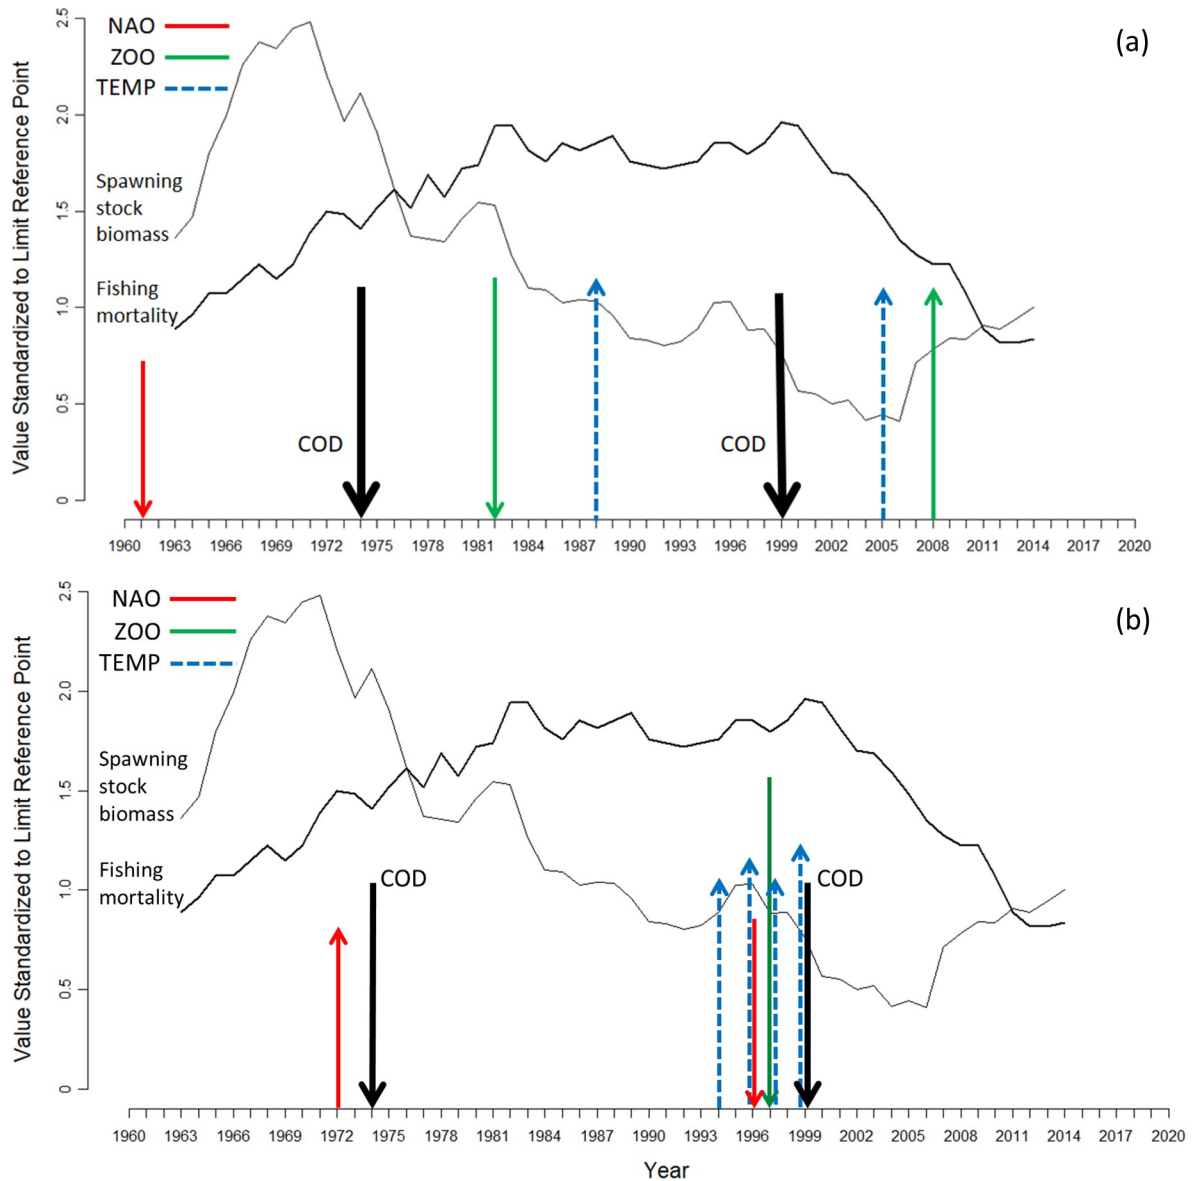 2.5
NAO
(a)
ZOO
TEMP
2.0
Spawning
stock
biomass
1.5
Fishing
mortality
1.0
COD
COD
0.5
0
Value Standardized to Limit Reference Point
1960 1963 1966 1969 1972 1975 1978 1981 1984 1987 1990 1993 1996 1999 2002 2005 2008 2011 2014 2017 2020
2.5
NAO
(b)
ZOO
TEMP
2.0
Spawning
stock
biomass
1.5
Fishing
mortality
COD
COD
1.0
0.5
0
Value Standardized to Limit Reference Point
1960 1963 1966 1969 1972 1975 1978 1981 1984 1987 1990 1993 1996 1999 2002 2005 2008 2011 2014 2017 2020
Year